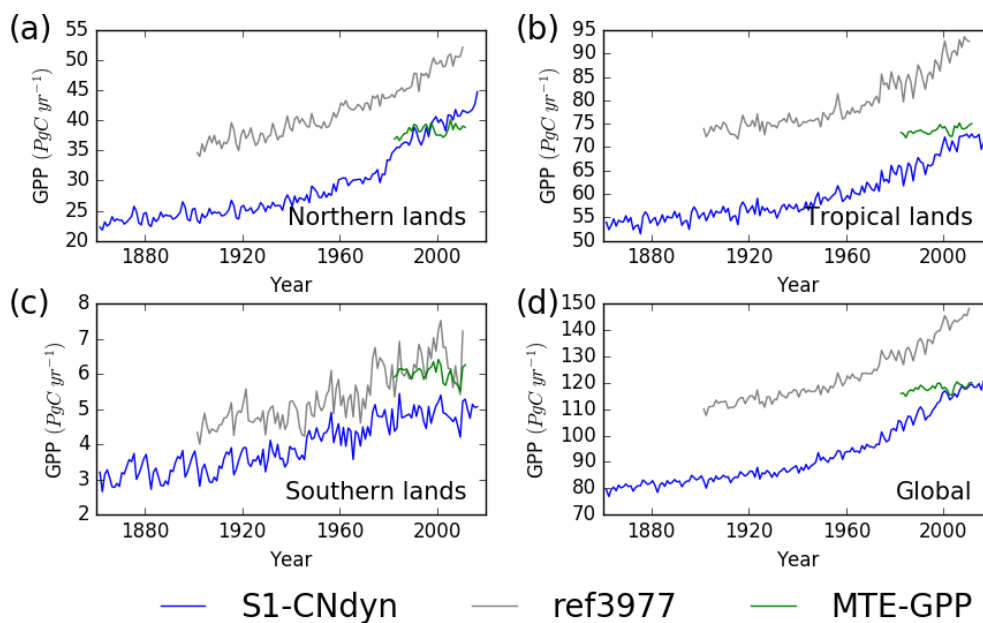 (a)
55
50
45
40
35
30
25
20
GPP (PgC yr⁻¹)
Northern lands
1880 1920 1960 2000
Year
(b)
95
90
85
80
75
70
65
60
55
50
GPP (PgC yr⁻¹)
Tropical lands
1880 1920 1960 2000
Year
(c)
8
7
6
5
4
3
2
GPP (PgC yr⁻¹)
Southern lands
1880 1920 1960 2000
Year
(d)
150
140
130
120
110
100
90
80
70
GPP (PgC yr⁻¹)
Global
1880 1920 1960 2000
Year
S1-CNdyn ref3977 MTE-GPP